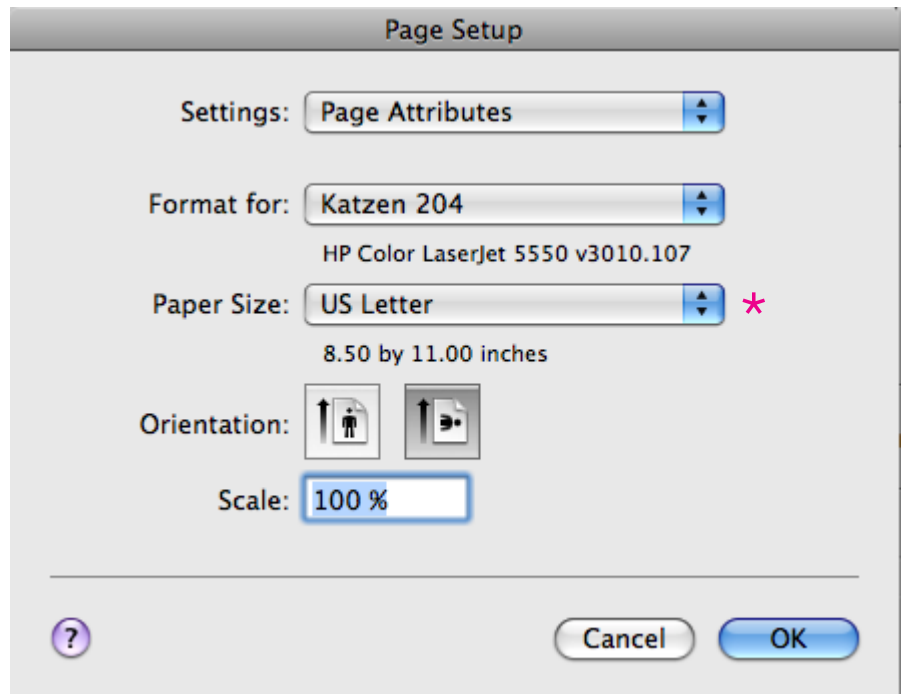 Page Setup
Settings: Page Attributes
Format for: Katzen 204
HP Color LaserJet 5550 v3010.107
Paper Size: US Letter *
8.50 by 11.00 inches
Orientation:
Scale: 100 %
? Cancel OK